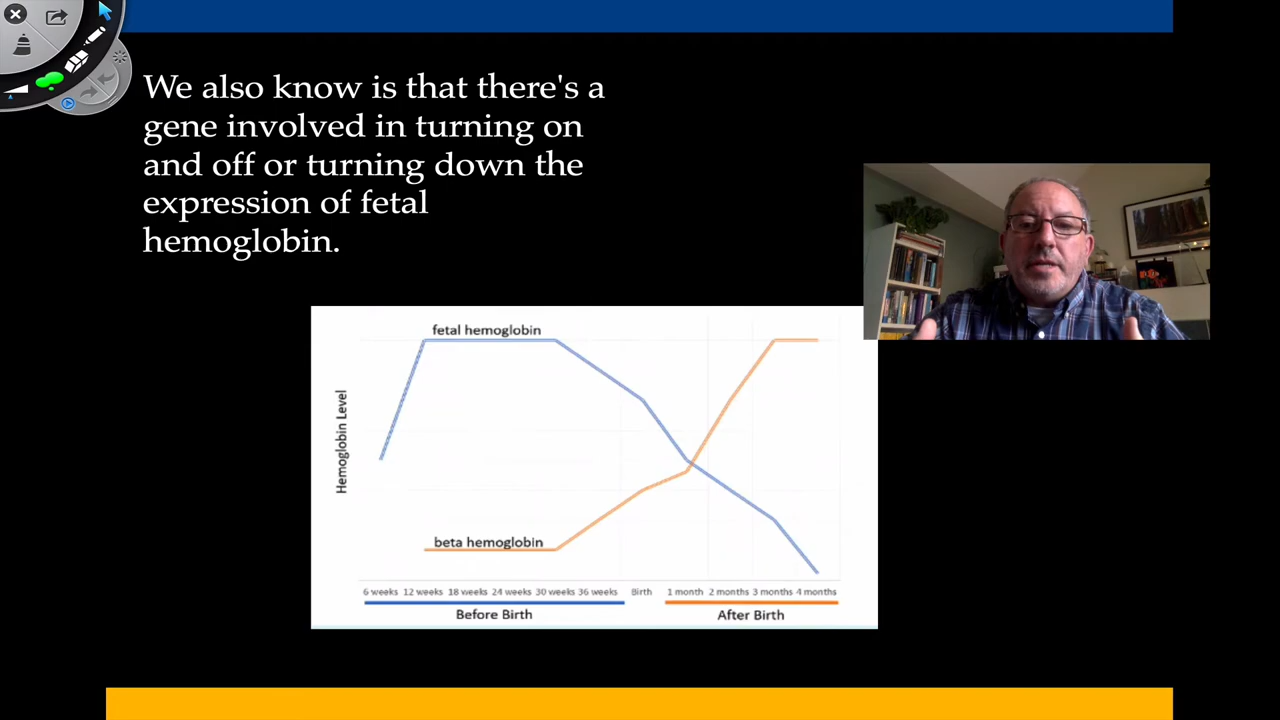 We also know is that there's a
gene involved in turning on
and off or turning down the
expression of fetal
hemoglobin.
fetal hemoglobin
Hemoglobin Level
beta hemoglobin
6 weeks 12 weeks 18 weeks 24 weeks 30 weeks 36 weeks Birth 1 month 2 months 3 months 4 months
Before Birth After Birth